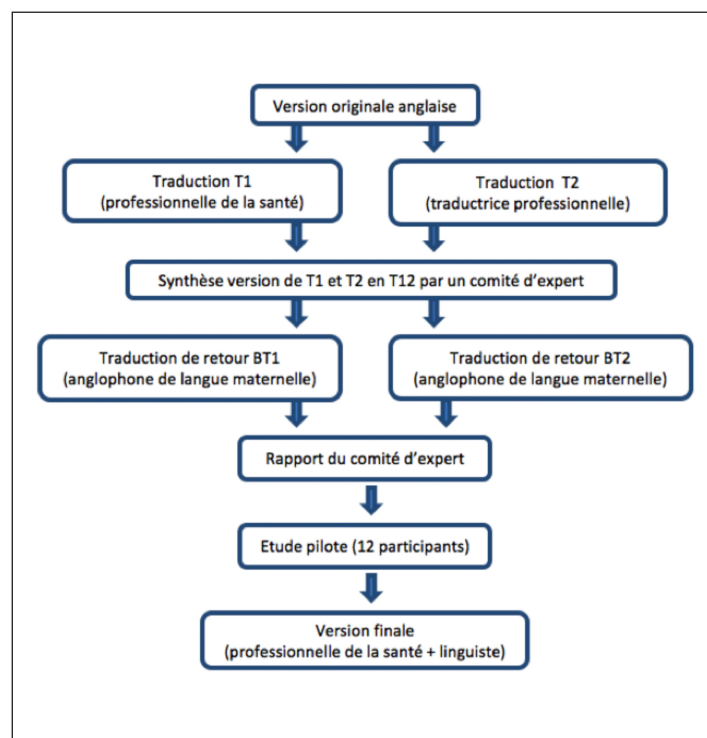 Version originale anglaise
Traduction T1
(professionnelle de la santé)
Traduction T2
(traductrice professionnelle)
Synthèse version de T1 et T2 en T12 par un comité d'expert
Traduction de retour BT1
(anglophone de langue maternelle)
Traduction de retour BT2
(anglophone de langue maternelle)
Rapport du comité d'expert
Etude pilote (12 participants)
Version finale
(professionnelle de la santé + linguiste)